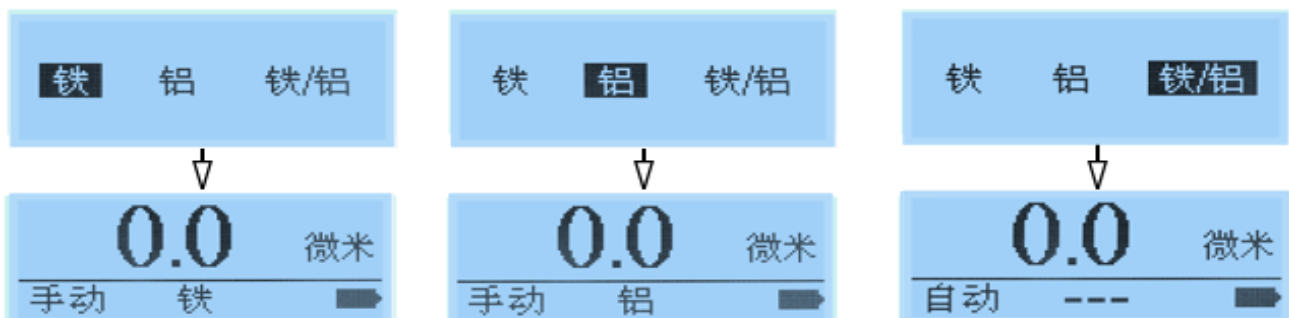 铁 铝 铁/铝
0.0 微米
手动 铁
铁 铝 铁/铝
0.0 微米
手动 铝
铁 铝 铁/铝
0.0 微米
自动 ---